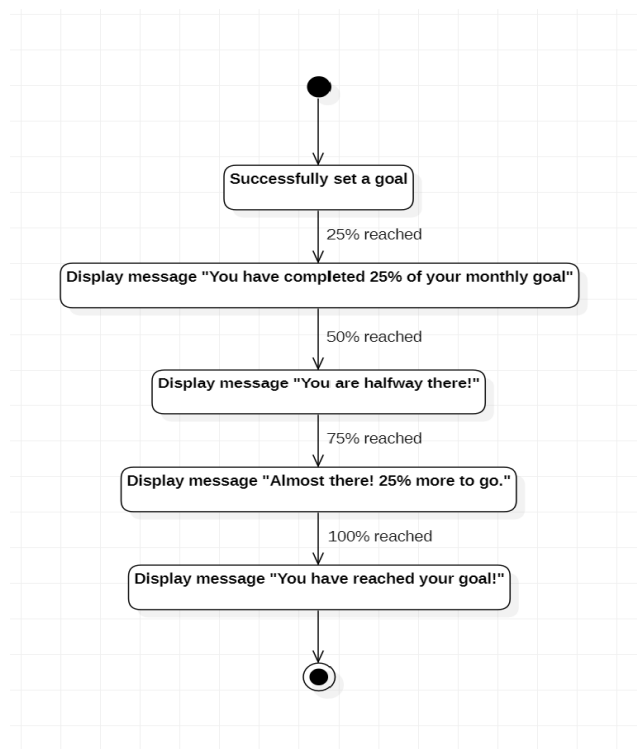 Successfully set a goal
25% reached
Display message "You have completed 25% of your monthly goal"
50% reached
Display message "You are halfway there!"
75% reached
Display message "Almost there! 25% more to go."
100% reached
Display message "You have reached your goal!"